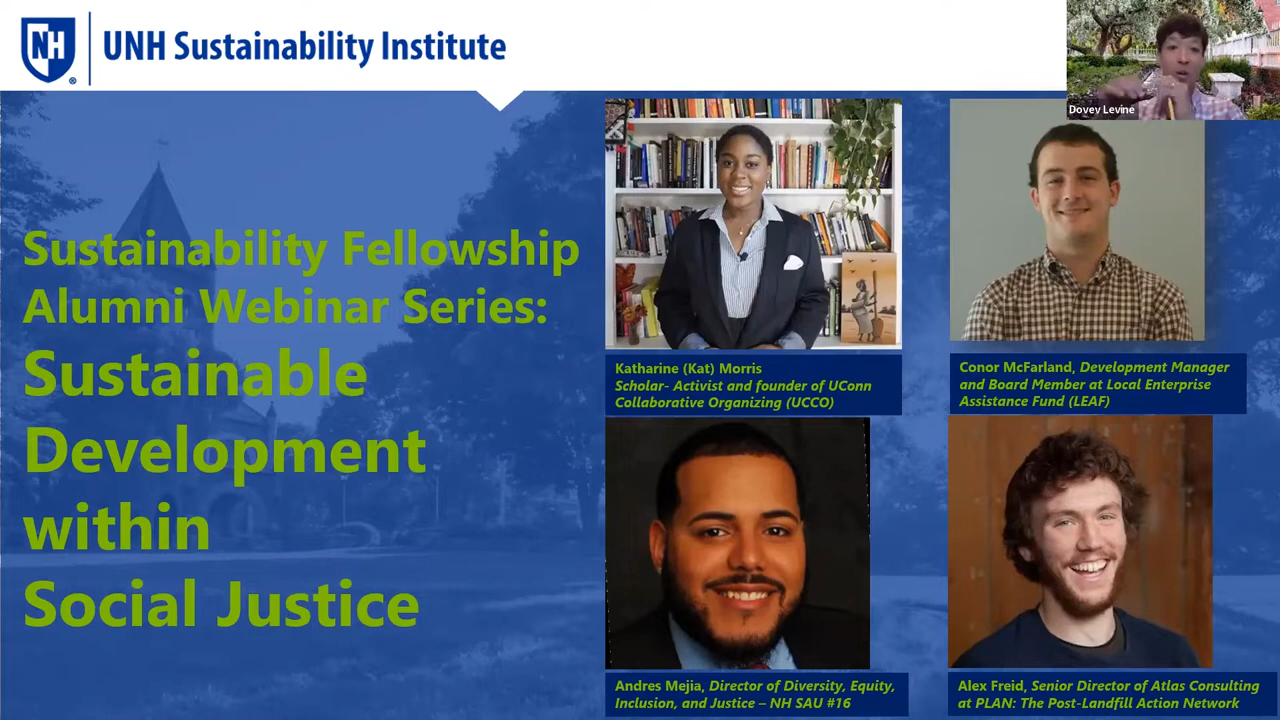 NH
®
UNH Sustainability Institute
Dovey Levine
Sustainability Fellowship
Alumni Webinar Series:
Sustainable
Development
within
Social Justice
Katharine (Kat) Morris
Scholar- Activist and founder of UConn
Collaborative Organizing (UCCO)
Conor McFarland, Development Manager
and Board Member at Local Enterprise
Assistance Fund (LEAF)
Andres Mejia, Director of Diversity, Equity,
Inclusion, and Justice – NH SAU #16
Alex Freid, Senior Director of Atlas Consulting
at PLAN: The Post-Landfill Action Network